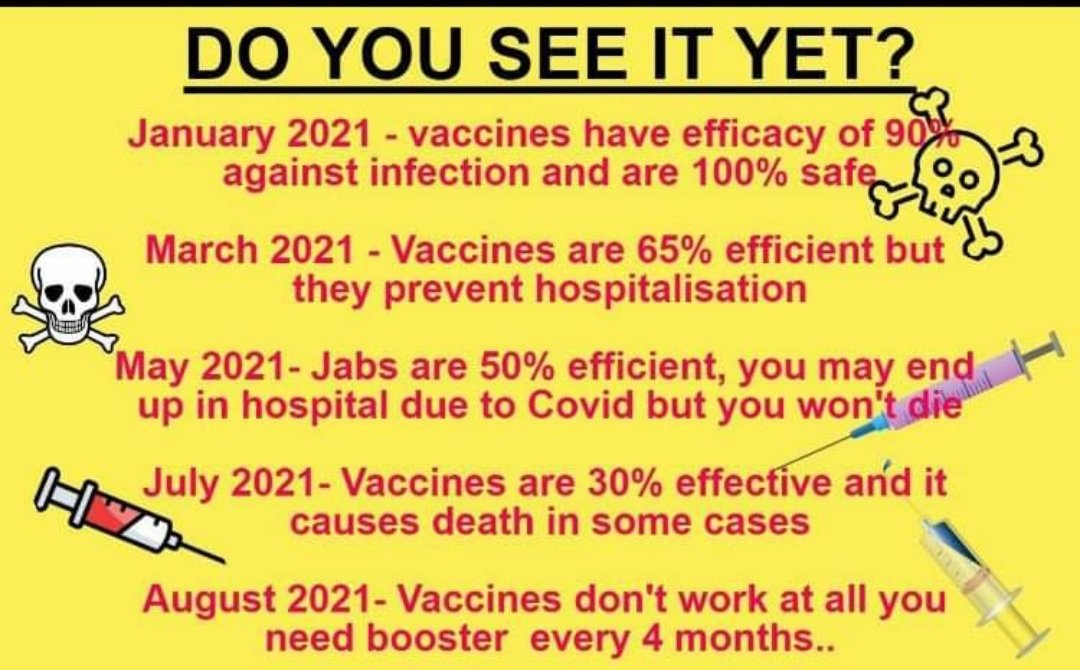 DO YOU SEE IT YET?
January 2021 - vaccines have efficacy of 90%
against infection and are 100% safe
March 2021 - Vaccines are 65% efficient but
they prevent hospitalisation
May 2021- Jabs are 50% efficient, you may end
up in hospital due to Covid but you won't die
July 2021- Vaccines are 30% effective and it
causes death in some cases
August 2021- Vaccines don't work at all you
need booster every 4 months..